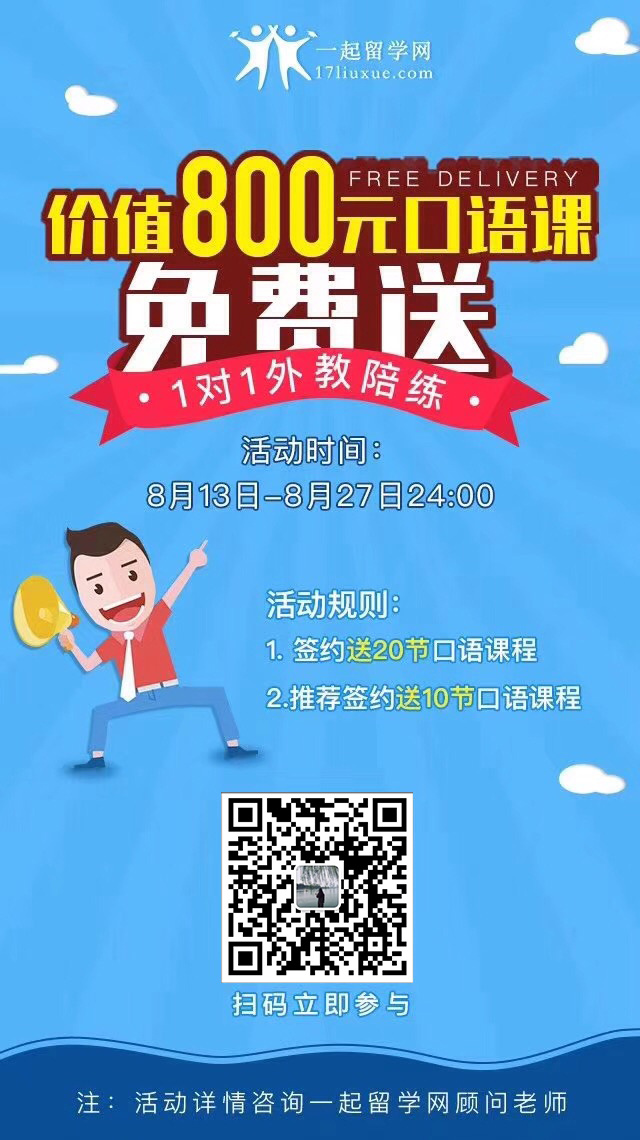 一起留学网
17liuxue.com
FREE DELIVERY
价值800元口语课
免费送
·1对1外教陪练·
活动时间：
8月13日-8月27日24:00
活动规则：
1. 签约送20节口语课程
2.推荐签约送10节口语课程
扫码立即参与
注：活动详情咨询一起留学网顾问老师